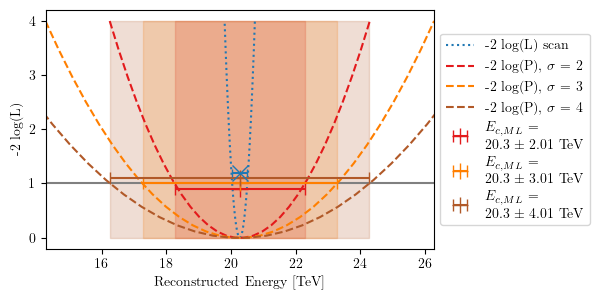 -2 log(L)
4
3
2
1
0
16
18
20
22
24
26
Reconstructed Energy [TeV]
-2 log(L) scan
-2 log(P), σ = 2
-2 log(P), σ = 3
-2 log(P), σ = 4
E_{c,ML} =
20.3 ± 2.01 TeV
E_{c,ML} =
20.3 ± 3.01 TeV
E_{c,ML} =
20.3 ± 4.01 TeV